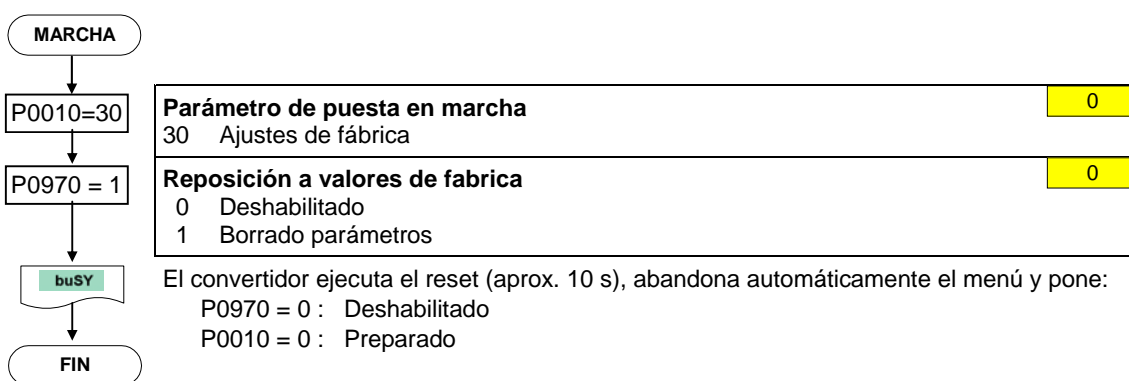 MARCHA
P0010=30
Parámetro de puesta en marcha 0
30 Ajustes de fábrica
P0970 = 1
Reposición a valores de fabrica 0
0 Deshabilitado
1 Borrado parámetros
buSY
El convertidor ejecuta el reset (aprox. 10 s), abandona automáticamente el menú y pone:
P0970 = 0 : Deshabilitado
P0010 = 0 : Preparado
FIN